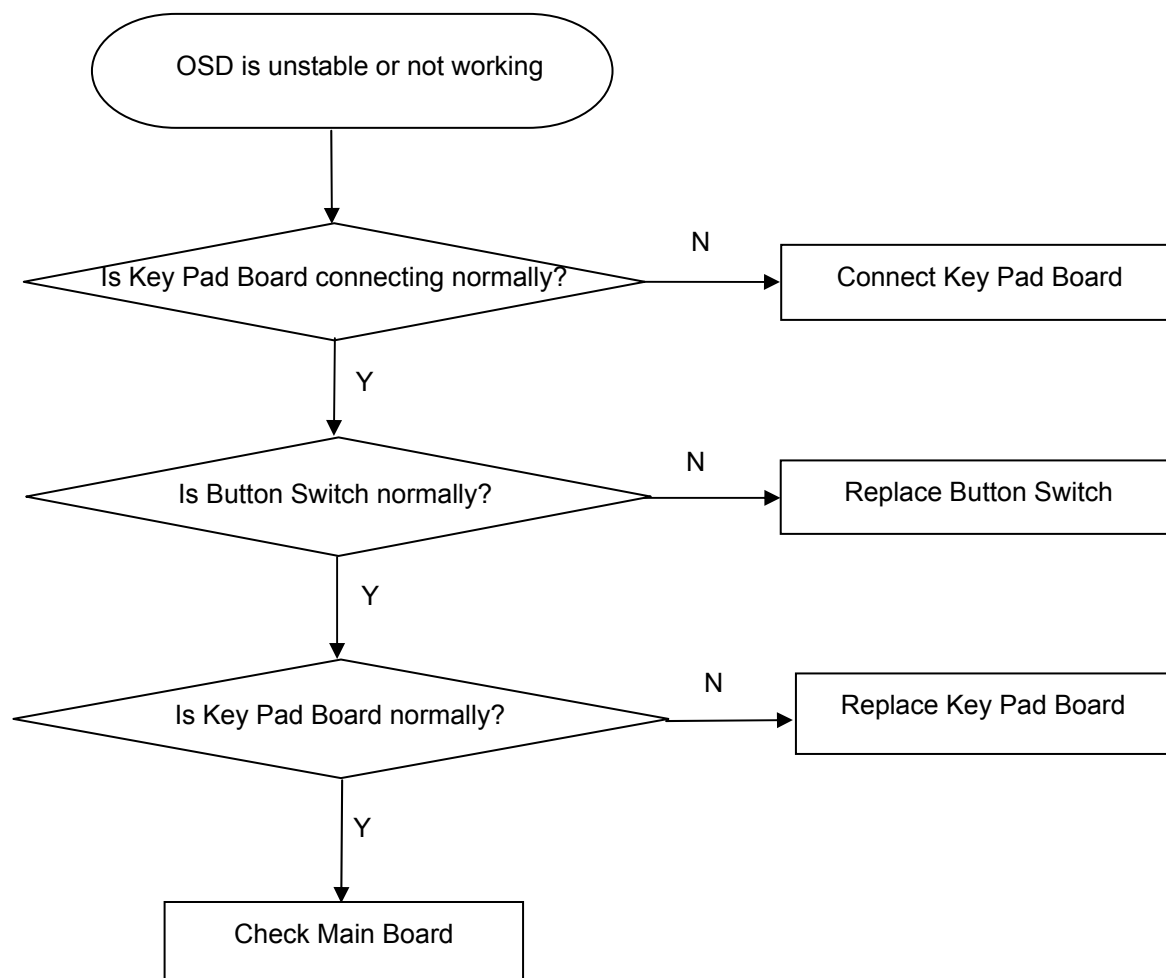 OSD is unstable or not working
N
Is Key Pad Board connecting normally?
Connect Key Pad Board
Y
N
Is Button Switch normally?
Replace Button Switch
Y
N
Is Key Pad Board normally?
Replace Key Pad Board
Y
Check Main Board